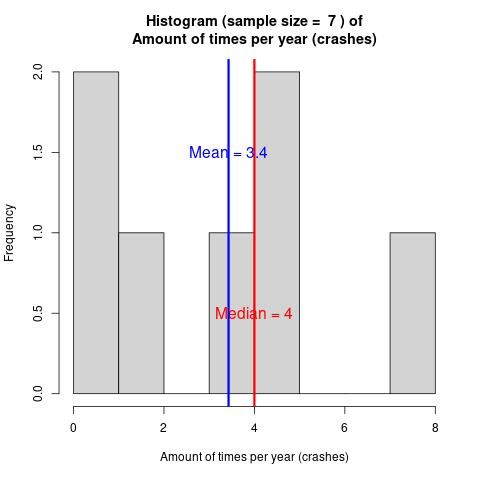 Histogram (sample size =  7 ) of
Amount of times per year (crashes)
Frequency
2.0
1.5
1.0
0.5
0.0
Mean = 3.4
Median = 4
0 2 4 6 8
Amount of times per year (crashes)